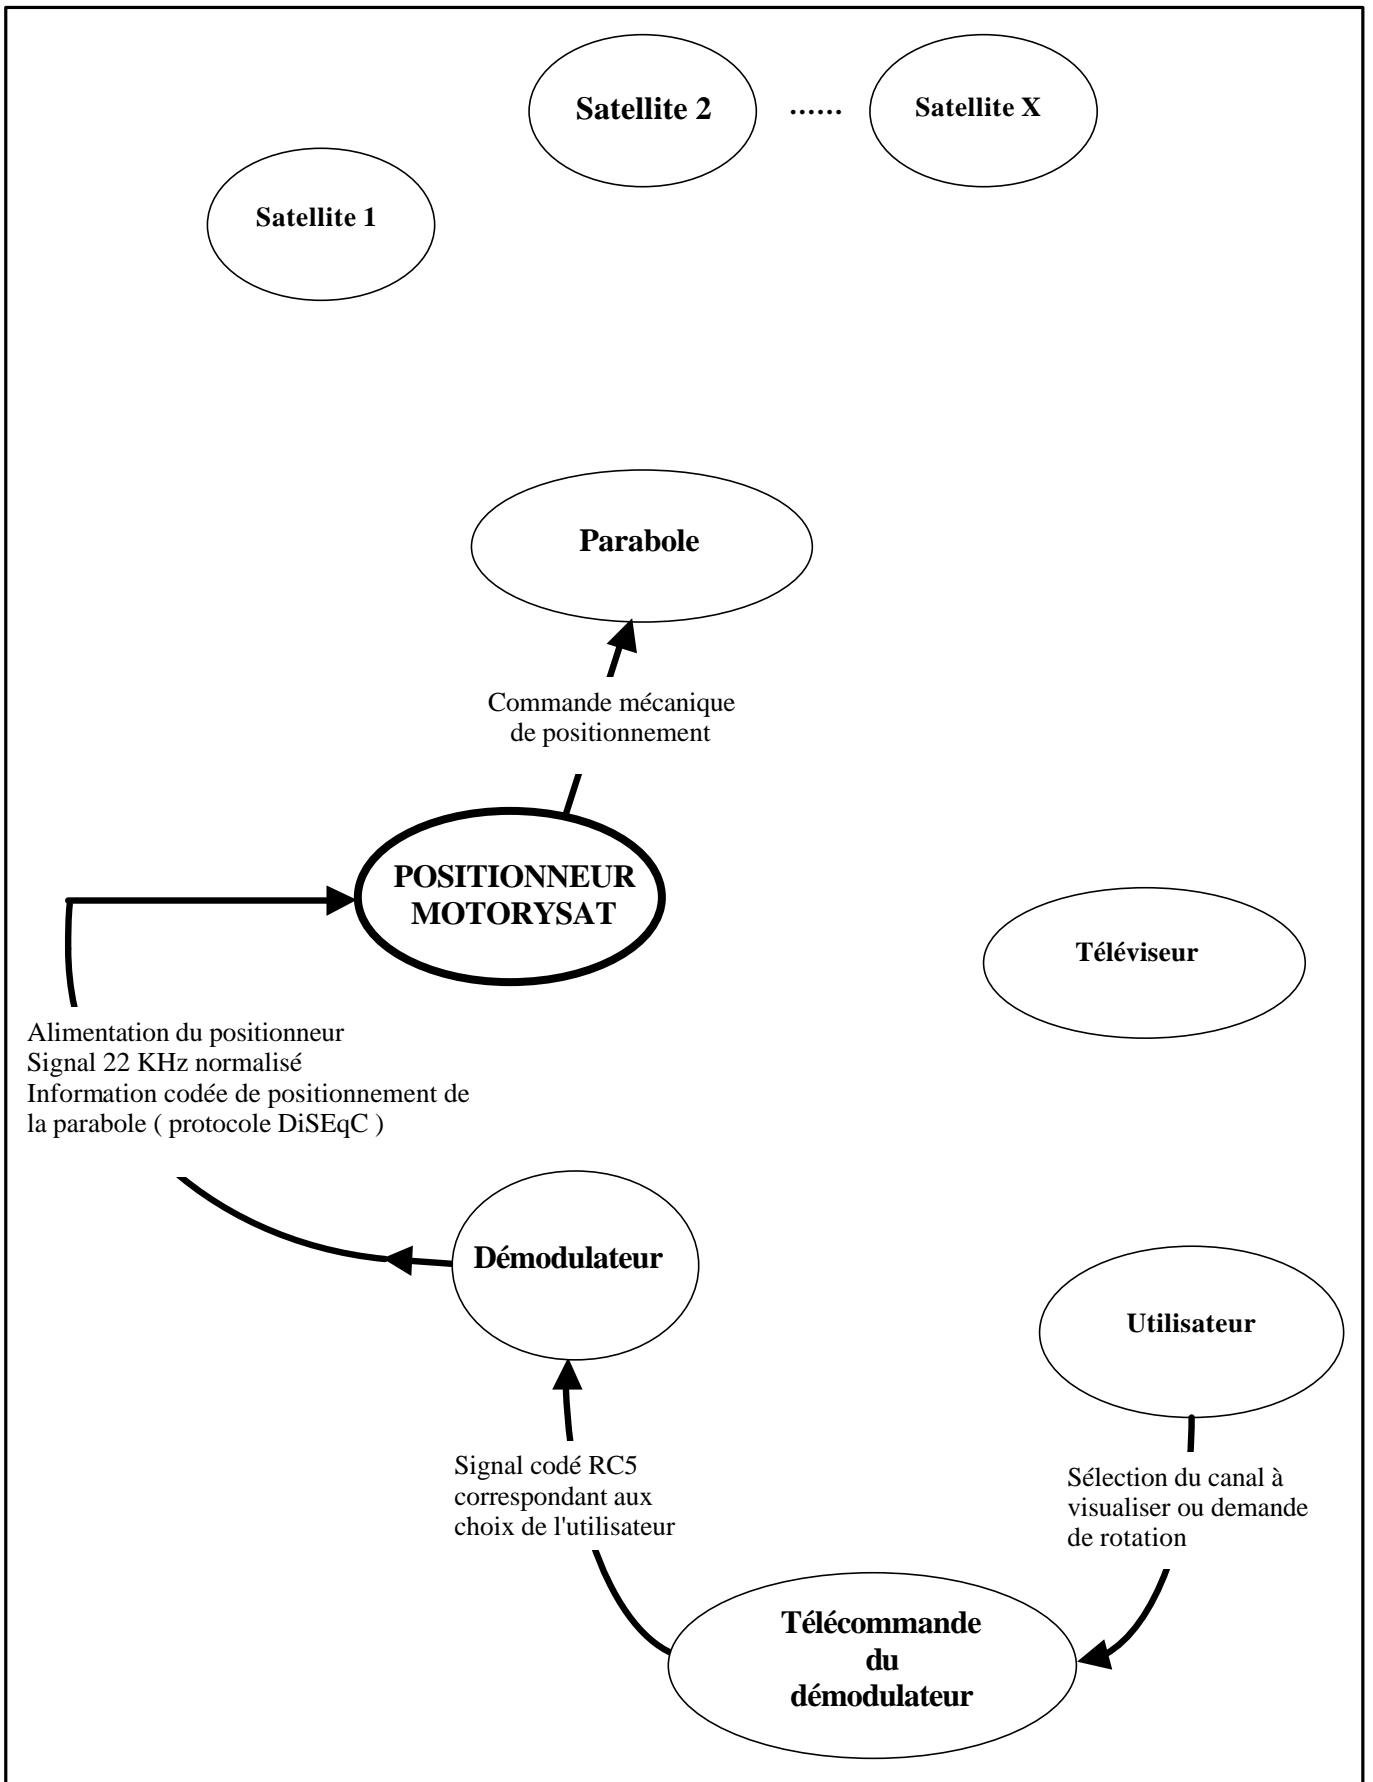 Satellite 2
......
Satellite X
Satellite 1
Parabole
Commande mécanique
de positionnement
POSITIONNEUR
MOTORYSAT
Téléviseur
Alimentation du positionneur
Signal 22 KHz normalisé
Information codée de positionnement de
la parabole ( protocole DiSEqC )
Démodulateur
Utilisateur
Signal codé RC5
correspondant aux
choix de l'utilisateur
Sélection du canal à
visualiser ou demande
de rotation
Télécommande
du
démodulateur